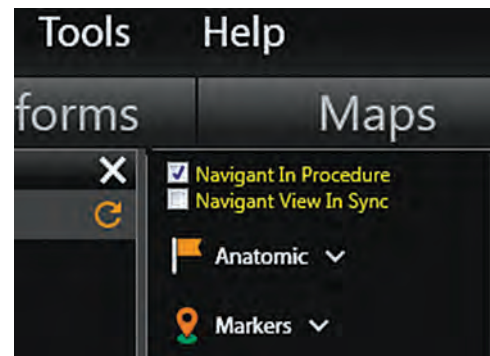 Tools Help
forms Maps
Navigant In Procedure
Navigant View In Sync
Anatomic
Markers